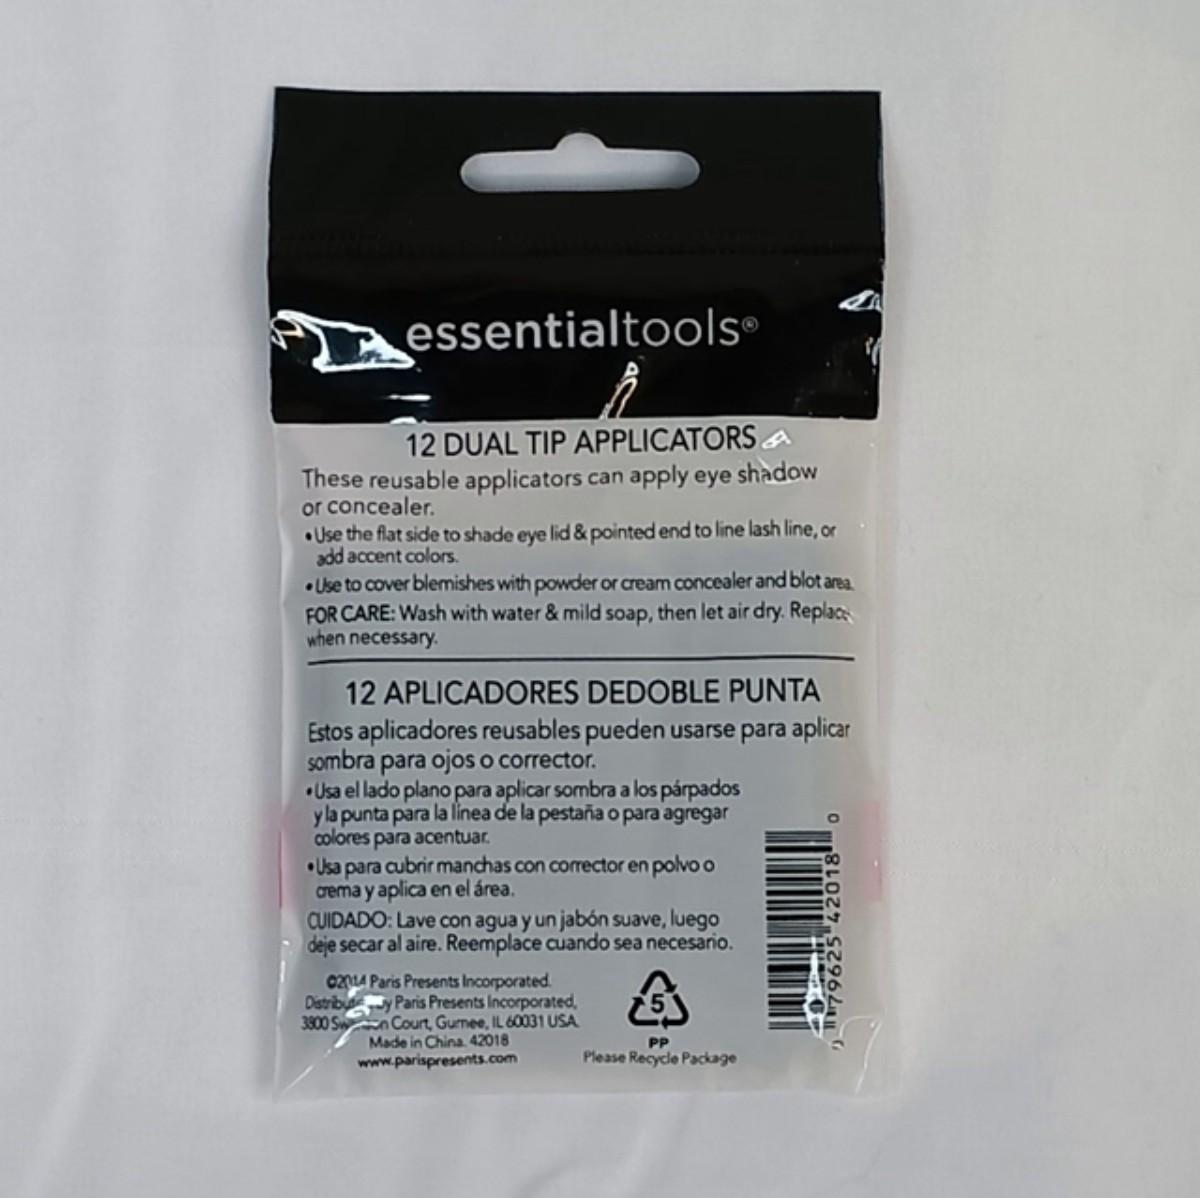 essentialtools®
12 DUAL TIP APPLICATORS
These reusable applicators can apply eye shadow
or concealer.
•Use the flat side to shade eye lid & pointed end to line lash line, or
add accent colors.
•Use to cover blemishes with powder or cream concealer and blot area.
FOR CARE: Wash with water & mild soap, then let air dry. Replace
when necessary.
12 APLICADORES DEDOBLE PUNTA
Estos aplicadores reusables pueden usarse para aplicar
sombra para ojos o corrector.
•Usa el lado plano para aplicar sombra a los párpados
y la punta para la línea de la pestaña o para agregar
colores para acentuar.
•Usa para cubrir manchas con corrector en polvo o
crema y aplica en el área.
CUIDADO: Lave con agua y un jabón suave, luego
deje secar al aire. Reemplace cuando sea necesario.
©2014 Paris Presents Incorporated.
by Paris Presents Incorporated,
3800 Court, Gurnee, IL 60031 USA.
Made in China. 42018
www.parispresents.com
5
PP
Please Recycle Package
79625 42018 0